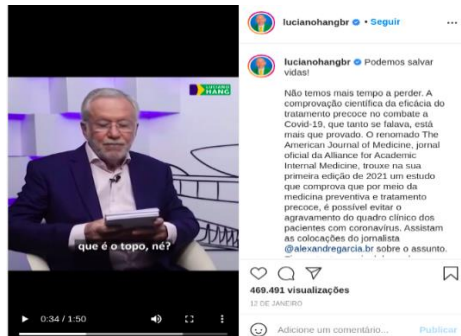 lucianohangbr • Seguir
lucianohangbr Podemos salvar
vidas!
Não temos mais tempo a perder. A
comprovação científica da eficácia do
tratamento precoce no combate a
Covid-19, que tanto se falava, está
mais que provado. O renomado The
American Journal of Medicine, jornal
oficial da Alliance for Academic
Internal Medicine, trouxe na sua
primeira edição de 2021 um estudo
que comprova que por meio da
medicina preventiva e tratamento
precoce, é possível evitar o
agravamento do quadro clínico dos
pacientes com coronavírus. Assistam
as colocações do jornalista
@alexandregarcia.br sobre o assunto.
LUCIANO
HANG
que é o topo, né?
0:34 / 1:50
469.491 visualizações
12 DE JANEIRO
Adicione um comentário...
Publicar